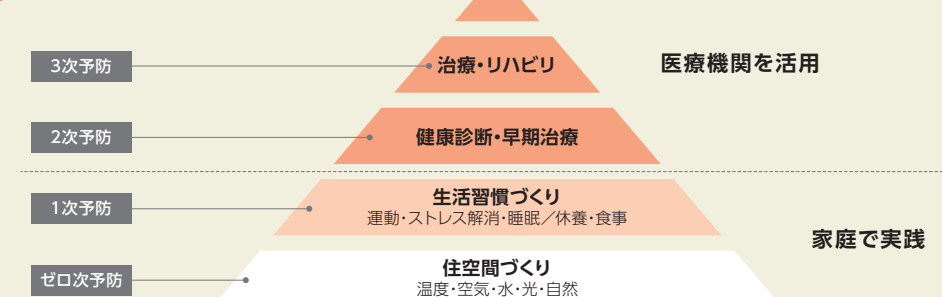 3次予防
治療・リハビリ
医療機関を活用
2次予防
健康診断・早期治療
1次予防
生活習慣づくり
運動・ストレス解消・睡眠／休養・食事
家庭で実践
ゼロ次予防
住空間づくり
温度・空気・水・光・自然